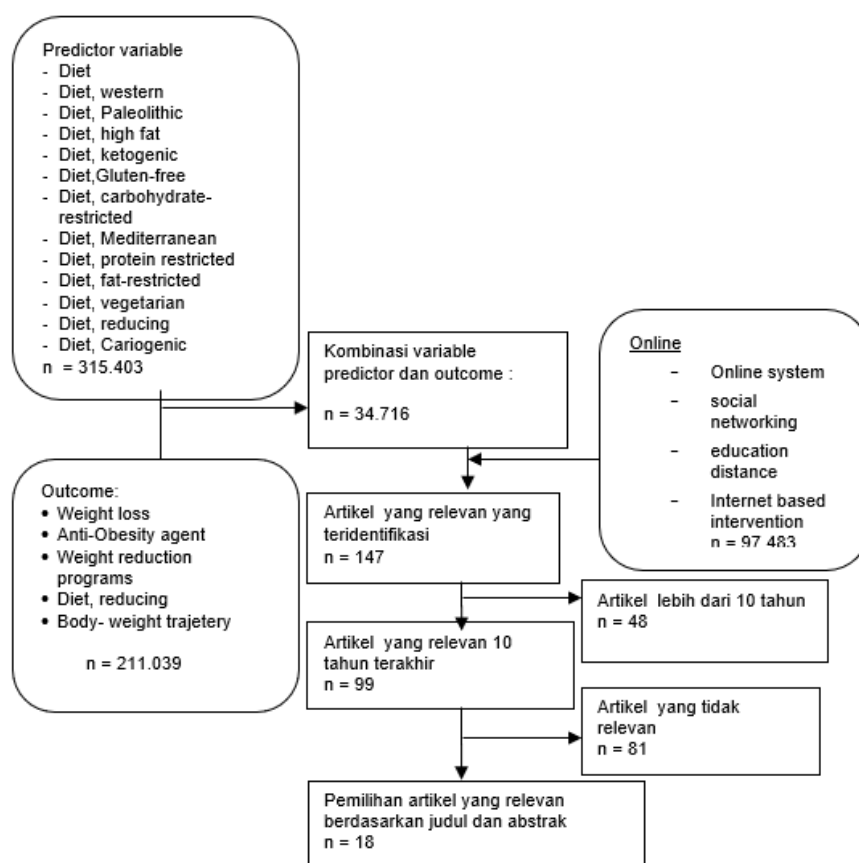 Predictor variable
- Diet
- Diet, western
- Diet, Paleolithic
- Diet, high fat
- Diet, ketogenic
- Diet,Gluten-free
- Diet, carbohydrate-
restricted
- Diet, Mediterranean
- Diet, protein restricted
- Diet, fat-restricted
- Diet, vegetarian
- Diet, reducing
- Diet, Cariogenic
n = 315.403
Kombinasi variable
predictor dan outcome :
n = 34.716
Online
- Online system
- social
networking
- education
distance
- Internet based
intervention
n = 97.483
Outcome:
• Weight loss
• Anti-Obesity agent
• Weight reduction
programs
• Diet, reducing
• Body- weight trajetery
n = 211.039
Artikel yang relevan yang
teridentifikasi
n = 147
Artikel lebih dari 10 tahun
n = 48
Artikel yang relevan 10
tahun terakhir
n = 99
Artikel yang tidak
relevan
n = 81
Pemilihan artikel yang relevan
berdasarkan judul dan abstrak
n = 18